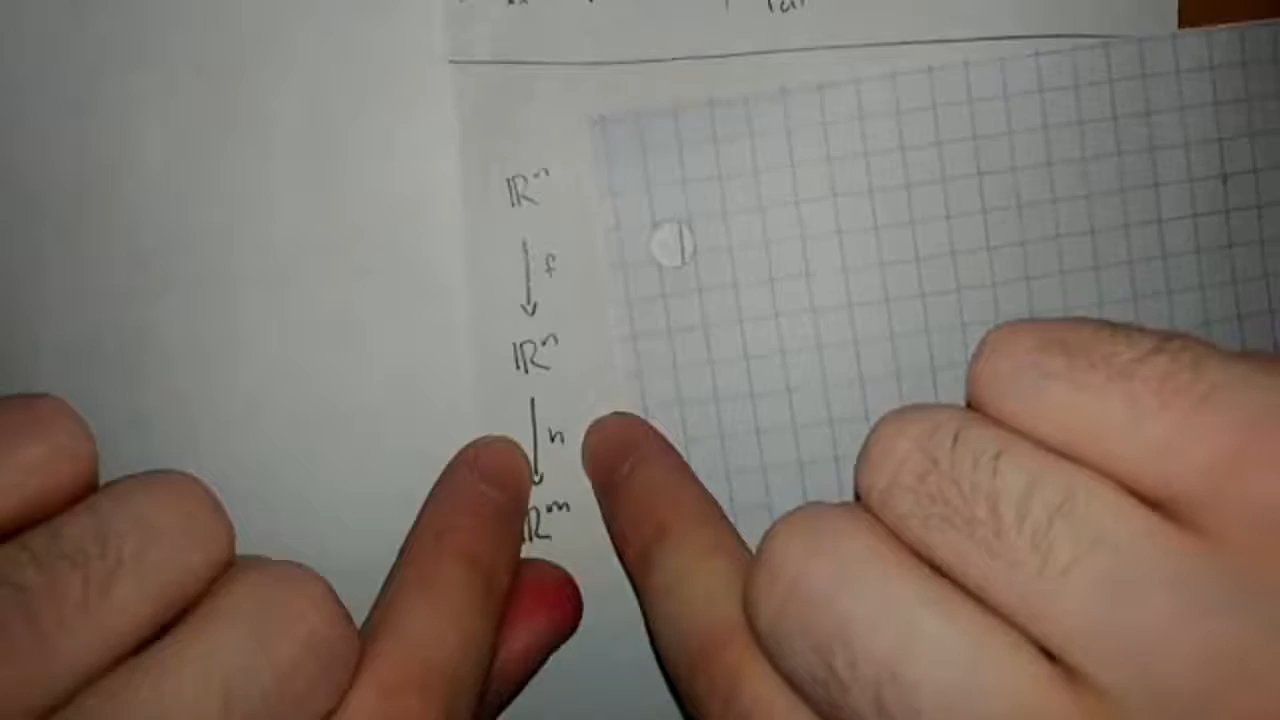 ℝⁿ
↓ f
ℝⁿ
↓ h
ℝᵐ